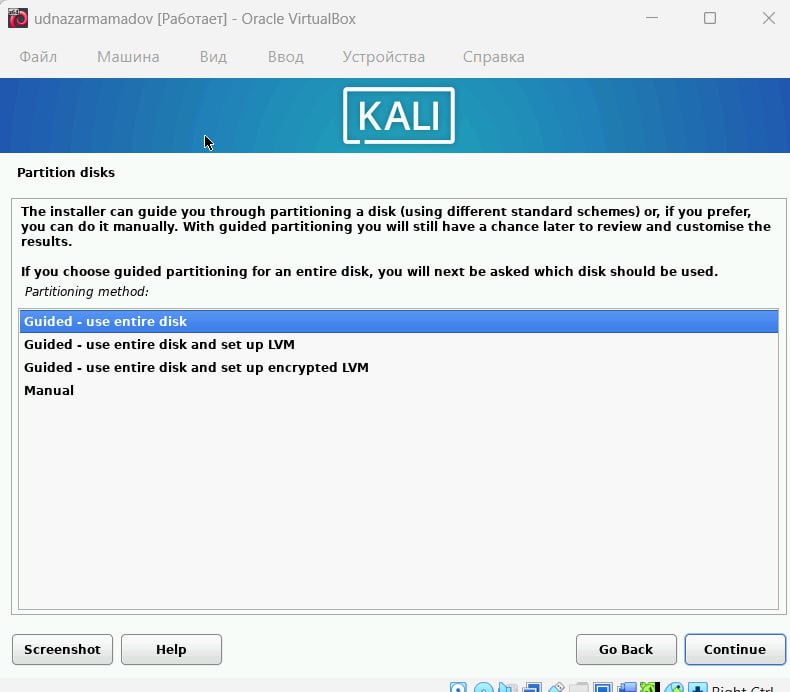 udnazarmamadov [Работает] - Oracle VirtualBox
Файл Машина Вид Ввод Устройства Справка
KALI
Partition disks
The installer can guide you through partitioning a disk (using different standard schemes) or, if you prefer,
you can do it manually. With guided partitioning you will still have a chance later to review and customise the
results.
If you choose guided partitioning for an entire disk, you will next be asked which disk should be used.
Partitioning method:
Guided - use entire disk
Guided - use entire disk and set up LVM
Guided - use entire disk and set up encrypted LVM
Manual
Screenshot Help Go Back Continue
Right Ctrl